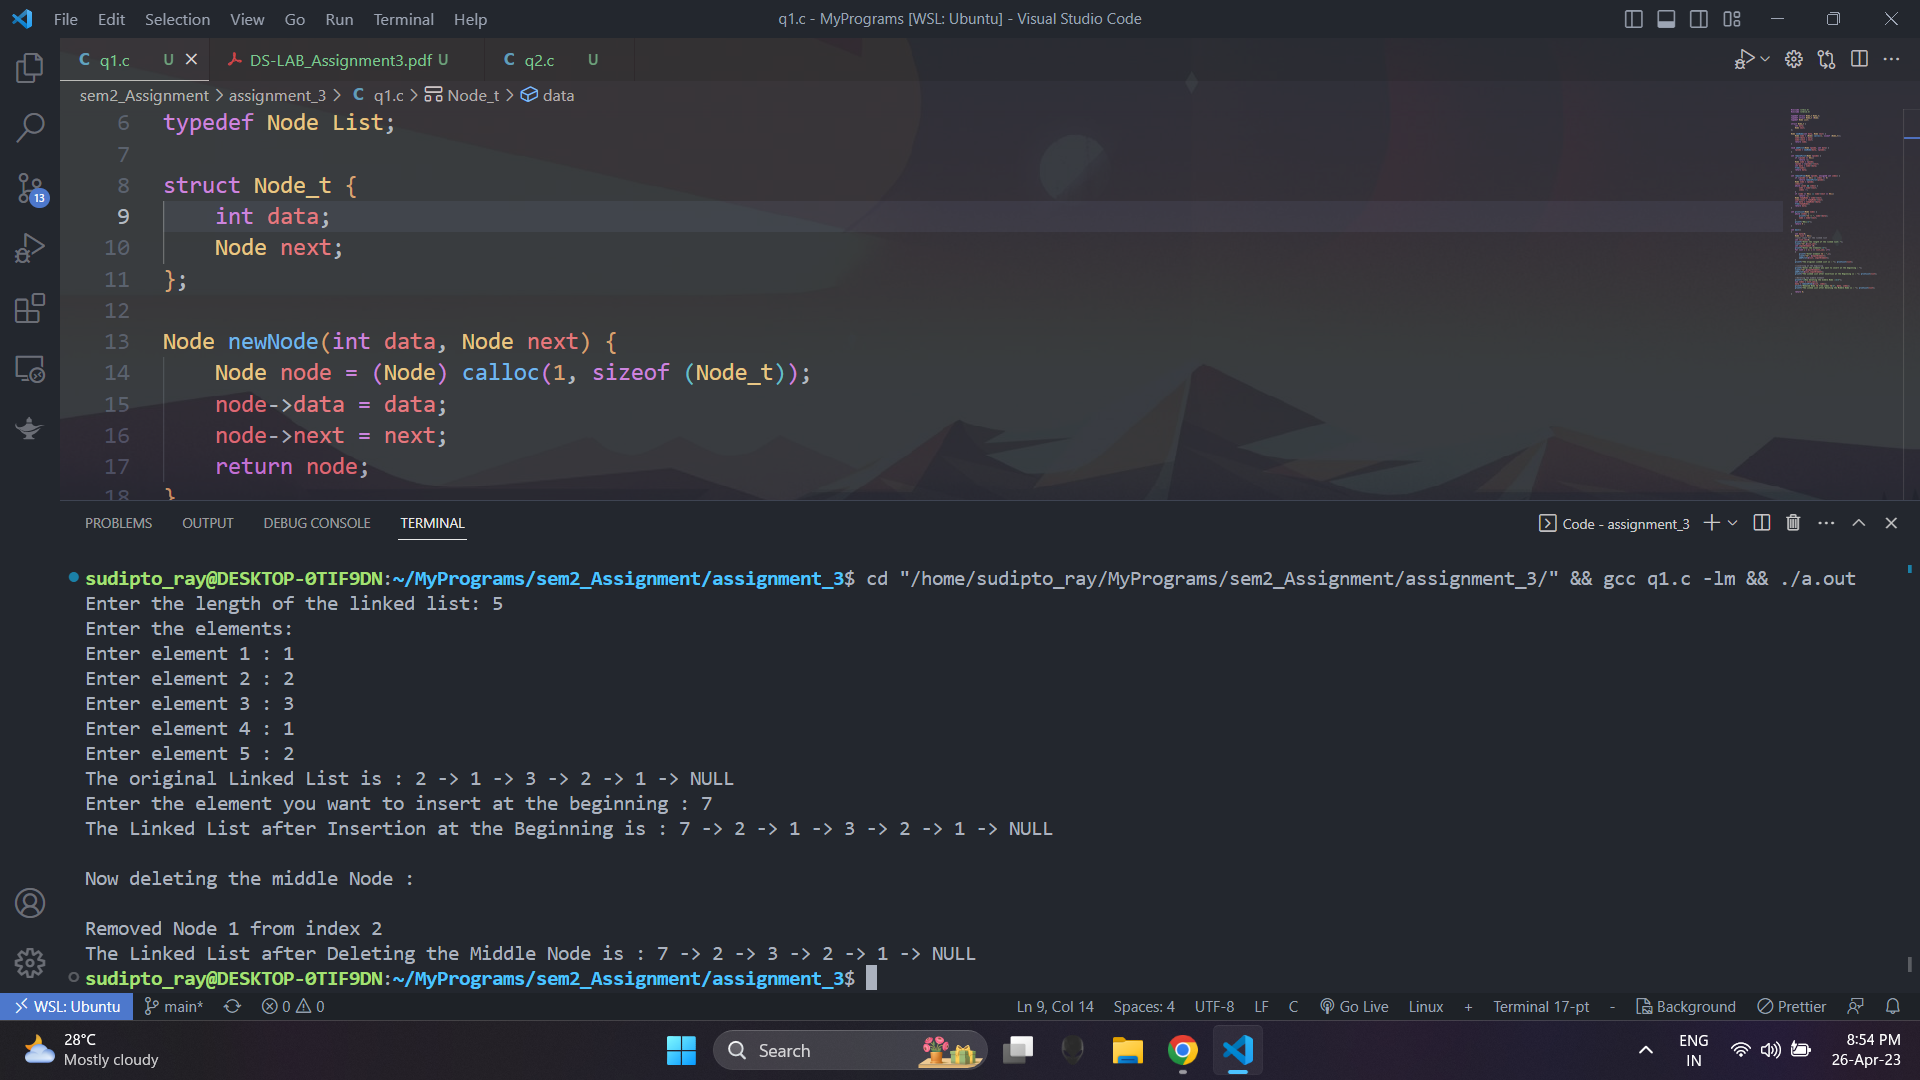 File Edit Selection View Go Run Terminal Help
q1.c - MyPrograms [WSL: Ubuntu] - Visual Studio Code
C q1.c U
DS-LAB_Assignment3.pdf U
C q2.c U
sem2_Assignment > assignment_3 > C q1.c > Node_t > data
6 typedef Node List;
7
8 struct Node_t {
9 int data;
10 Node next;
11 };
12
13 Node newNode(int data, Node next) {
14 Node node = (Node) calloc(1, sizeof (Node_t));
15 node->data = data;
16 node->next = next;
17 return node;
18 }
13
PROBLEMS OUTPUT DEBUG CONSOLE TERMINAL
Code - assignment_3
sudipto_ray@DESKTOP-0TIF9DN:~/MyPrograms/sem2_Assignment/assignment_3$ cd "/home/sudipto_ray/MyPrograms/sem2_Assignment/assignment_3/" && gcc q1.c -lm && ./a.out
Enter the length of the linked list: 5
Enter the elements:
Enter element 1 : 1
Enter element 2 : 2
Enter element 3 : 3
Enter element 4 : 1
Enter element 5 : 2
The original Linked List is : 2 -> 1 -> 3 -> 2 -> 1 -> NULL
Enter the element you want to insert at the beginning : 7
The Linked List after Insertion at the Beginning is : 7 -> 2 -> 1 -> 3 -> 2 -> 1 -> NULL
Now deleting the middle Node :
Removed Node 1 from index 2
The Linked List after Deleting the Middle Node is : 7 -> 2 -> 3 -> 2 -> 1 -> NULL
sudipto_ray@DESKTOP-0TIF9DN:~/MyPrograms/sem2_Assignment/assignment_3$
WSL: Ubuntu main* 0 0 Ln 9, Col 14 Spaces: 4 UTF-8 LF C Go Live Linux + Terminal 17-pt - Background Prettier
28°C
Mostly cloudy
Search
ENG
IN
8:54 PM
26-Apr-23